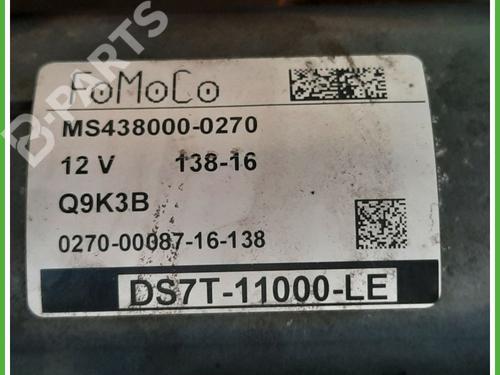 FoMoCo
MS438000-0270
12 V 138-16
Q9K3B
0270-00087-16-138
DS7T-11000-LE
B-PARTS